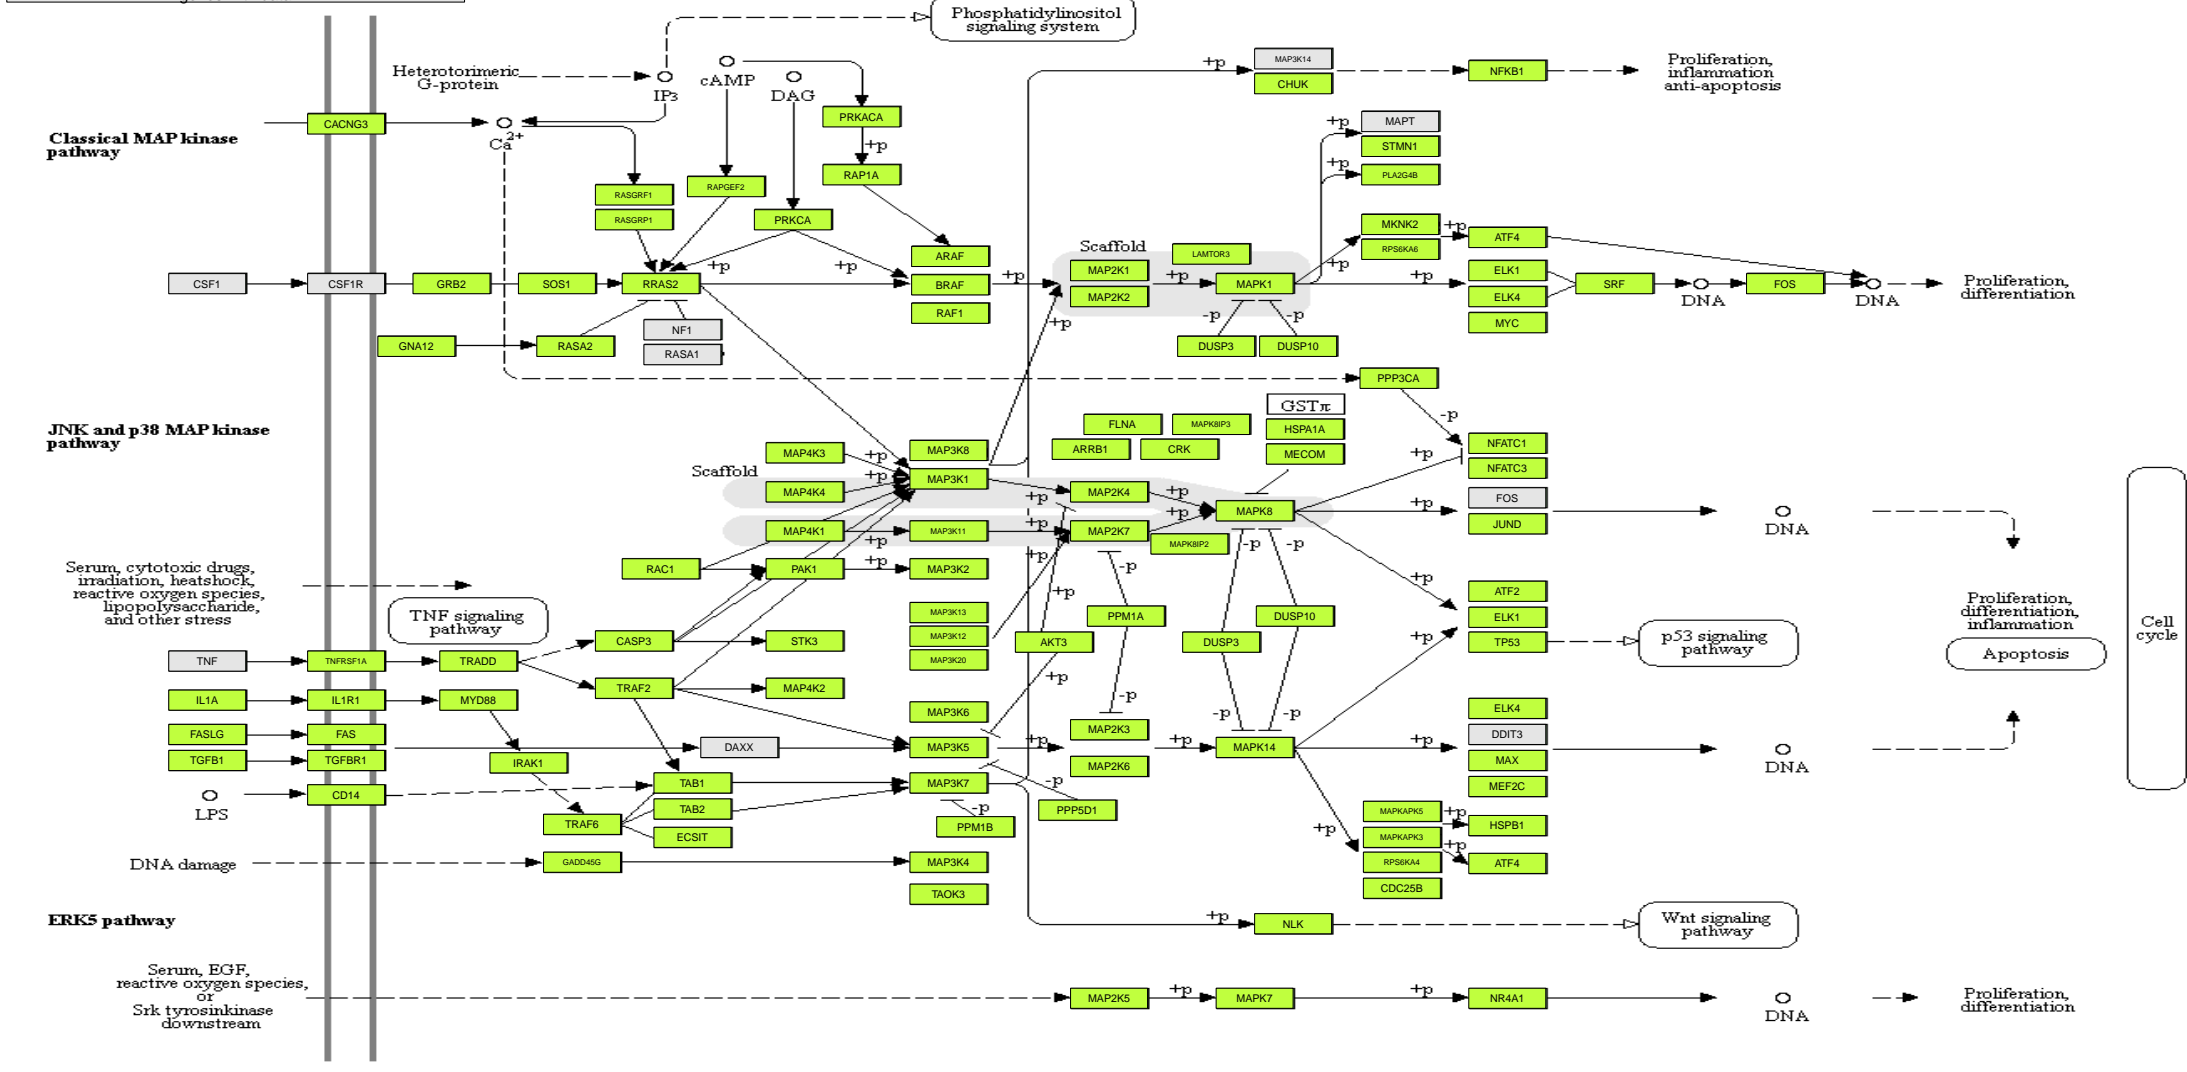 Phosphatidylinositol
signaling system
Heterotorimeric
G-protein
IP3
cAMP
DAG
+p
MAP3K14
CHUK
NFKB1
Proliferation,
inflammation
anti-apoptosis
Classical MAP kinase
pathway
CACNG3
Ca2+
PRKACA
+p
RAP1A
RASGRF1
RASGRP1
RAPGEF2
PRKCA
+p
MAPT
STMN1
+p
PLA2G4B
MKNK2
RPS6KA6
+p
+p
ATF4
Scaffold
LAMTOR3
CSF1
CSF1R
GRB2
SOS1
RRAS2
+p
+p
ARAF
BRAF
RAF1
+p
MAP2K1
MAP2K2
+p
MAPK1
+p
ELK1
ELK4
MYC
SRF
DNA
FOS
DNA
Proliferation,
differentiation
GNA12
RASA2
NF1
RASA1
+p
-p
-p
DUSP3
DUSP10
PPP3CA
-p
JNK and p38 MAP kinase
pathway
GSTπ
HSPA1A
MECOM
FLNA
MAPK8IP3
ARRB1
CRK
NFATC1
NFATC3
+p
Scaffold
MAP4K3
+p
MAP4K4
+p
MAP4K1
+p
MAP3K8
MAP3K1
MAP3K11
+p
+p
MAP2K4
MAP2K7
+p
+p
MAPK8
MAPK8IP2
+p
FOS
JUND
DNA
RAC1
PAK1
+p
MAP3K2
+p
-p
-p
-p
Serum, cytotoxic drugs,
irradiation, heatshock,
reactive oxygen species,
lipopolysaccharide,
and other stress
TNF signaling
pathway
MAP3K13
MAP3K12
MAP3K20
+p
AKT3
PPM1A
DUSP3
DUSP10
+p
ATF2
ELK1
TP53
+p
p53 signaling
pathway
Proliferation,
differentiation,
inflammation
Apoptosis
Cell
cycle
CASP3
STK3
TNF
TNFRSF1A
TRADD
TRAF2
MAP4K2
IL1A
IL1R1
MYD88
FASLG
FAS
TGFB1
TGFBR1
DAXX
IRAK1
MAP3K6
MAP3K5
+p
+p
-p
MAP2K3
MAP2K6
+p
-p
-p
MAPK14
+p
ELK4
DDIT3
MAX
MEF2C
DNA
LPS
CD14
TAB1
TAB2
ECSIT
TRAF6
MAP3K7
-p
PPM1B
-p
PPP5D1
+p
MAPKAPK5
MAPKAPK3
RPS6KA4
CDC25B
+p
+p
HSPB1
ATF4
DNA damage
GADD45G
MAP3K4
TAOK3
ERK5 pathway
+p
NLK
Wnt signaling
pathway
Serum, EGF,
reactive oxygen species,
or
Srk tyrosinkinase
downstream
MAP2K5
+p
MAPK7
+p
NR4A1
DNA
Proliferation,
differentiation